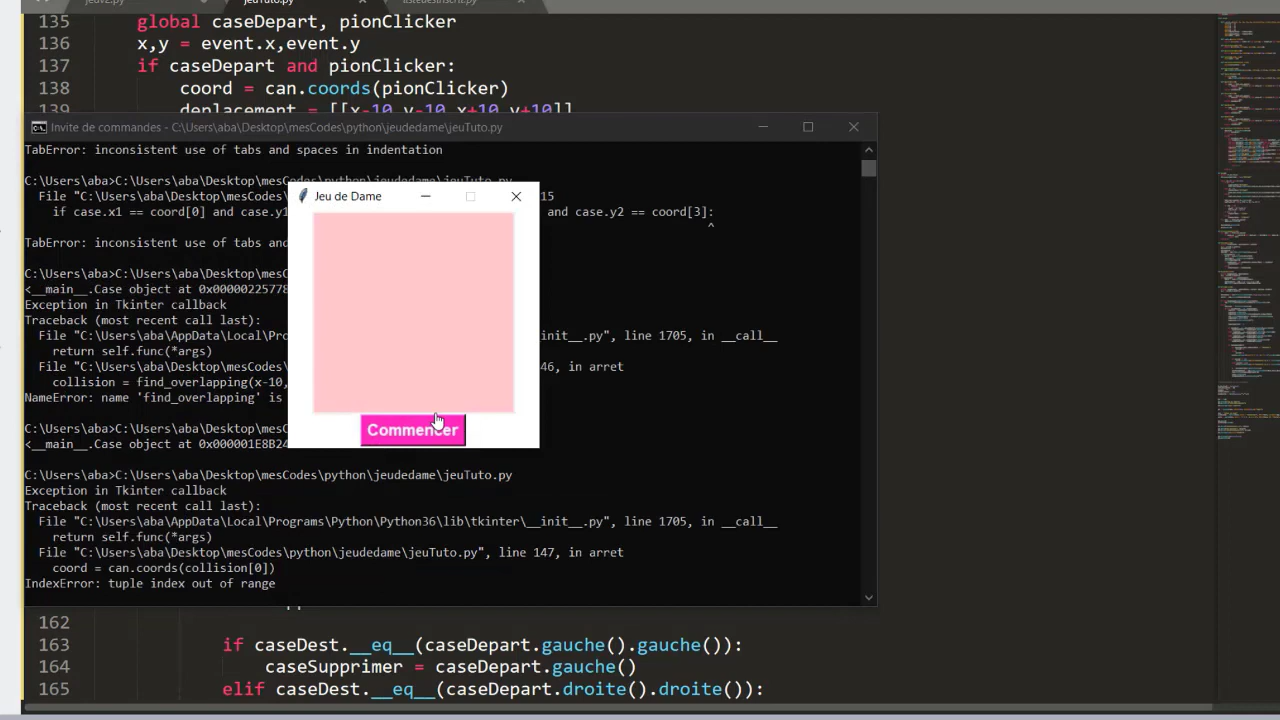 jeuv2.py jeuTuto.py
135 global caseDepart, pionClicker
136 x,y = event.x,event.y
137 if caseDepart and pionClicker:
138 coord = can.coords(pionClicker)
139 deplacement = [[x-10,y-10,x+10,y+10]]
Invite de commandes - C:\Users\aba\Desktop\mesCodes\python\jeudedame\jeuTuto.py
TabError: inconsistent use of tabs and spaces in indentation
C:\Users\aba>C:\Users\aba\Desktop\mesCodes\python\jeudedame\jeuTuto.py
File "C:\Users\aba\Desktop\mesCodes 15
if case.x1 == coord[0] and case.y1 and case.y2 == coord[3]:
^
TabError: inconsistent use of tabs and
C:\Users\aba>C:\Users\aba\Desktop\mesC
<__main__.Case object at 0x00000225778
Exception in Tkinter callback
Traceback (most recent call last):
File "C:\Users\aba\AppData\Local\Pro init__.py", line 1705, in __call__
return self.func(*args)
File "C:\Users\aba\Desktop\mesCodes\ 46, in arret
collision = find_overlapping(x-10,
NameError: name 'find_overlapping' is
C:\Users\aba>C:\Users\aba\Desktop\mesC
<__main__.Case object at 0x000001E8B24
C:\Users\aba>C:\Users\aba\Desktop\mesCodes\python\jeudedame\jeuTuto.py
Exception in Tkinter callback
Traceback (most recent call last):
File "C:\Users\aba\AppData\Local\Programs\Python\Python36\lib\tkinter\__init__.py", line 1705, in __call__
return self.func(*args)
File "C:\Users\aba\Desktop\mesCodes\python\jeudedame\jeuTuto.py", line 147, in arret
coord = can.coords(collision[0])
IndexError: tuple index out of range
Jeu de Dame
Commencer
162
163 if caseDest.__eq__(caseDepart.gauche().gauche()):
164 caseSupprimer = caseDepart.gauche()
165 elif caseDest.__eq__(caseDepart.droite().droite()):